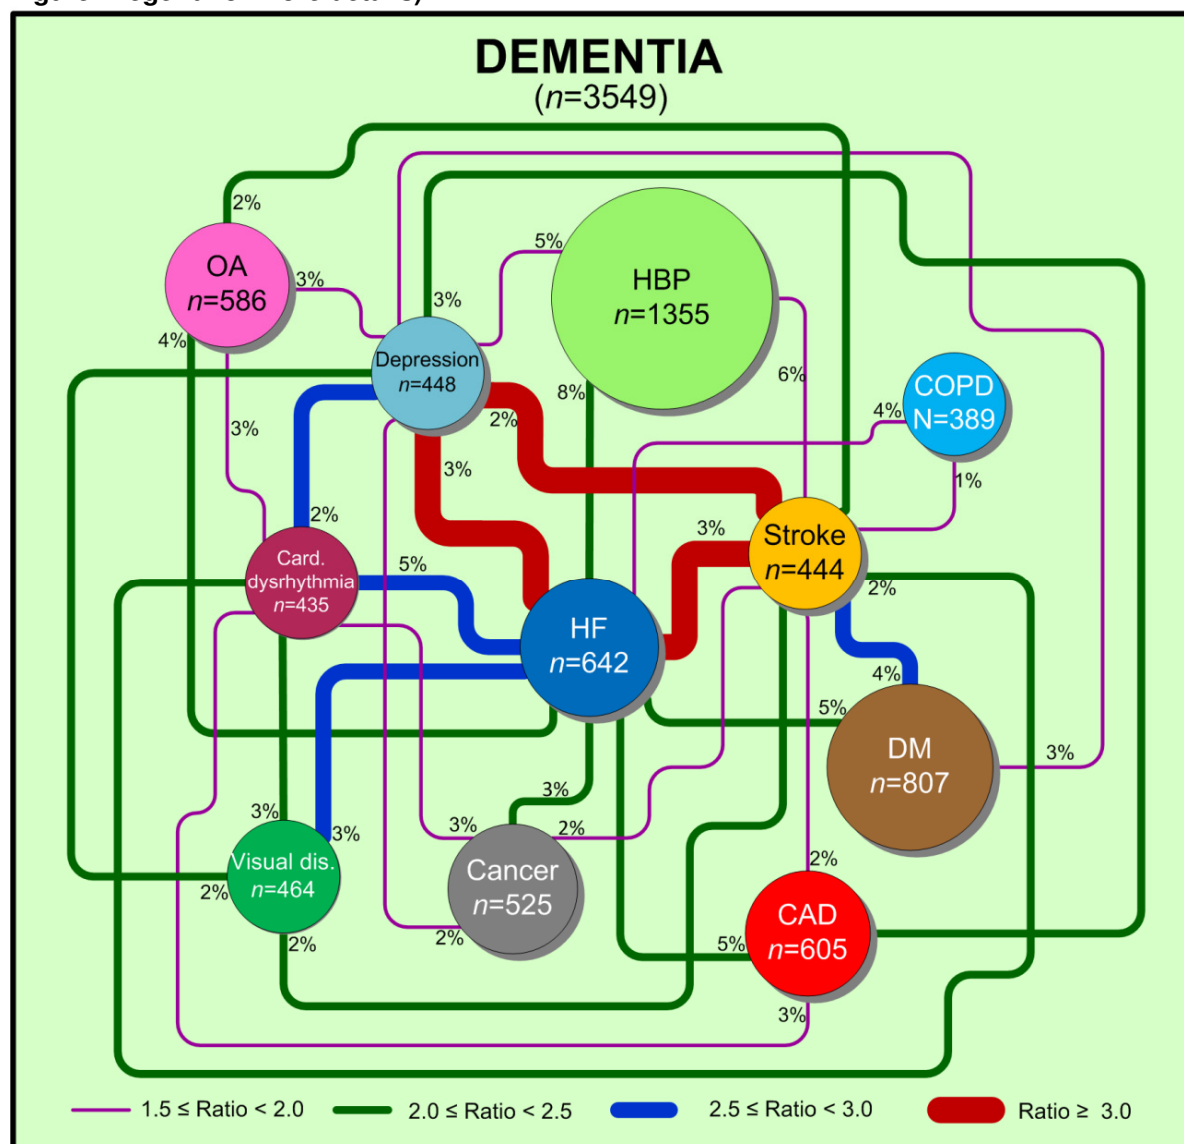 DEMENTIA
(n=3549)
2%
OA
n=586
3%
5%
HBP
n=1355
3%
4%
Depression
n=448
8%
6%
COPD
N=389
4%
2%
3%
3%
1%
2%
3%
Stroke
n=444
Card.
dysrhythmia
n=435
5%
2%
HF
n=642
4%
5%
DM
n=807
3%
3%
3%
3%
3%
2%
Visual dis.
n=464
2%
Cancer
n=525
2%
2%
2%
CAD
n=605
5%
3%
1.5 ≤ Ratio < 2.0
2.0 ≤ Ratio < 2.5
2.5 ≤ Ratio < 3.0
Ratio ≥ 3.0